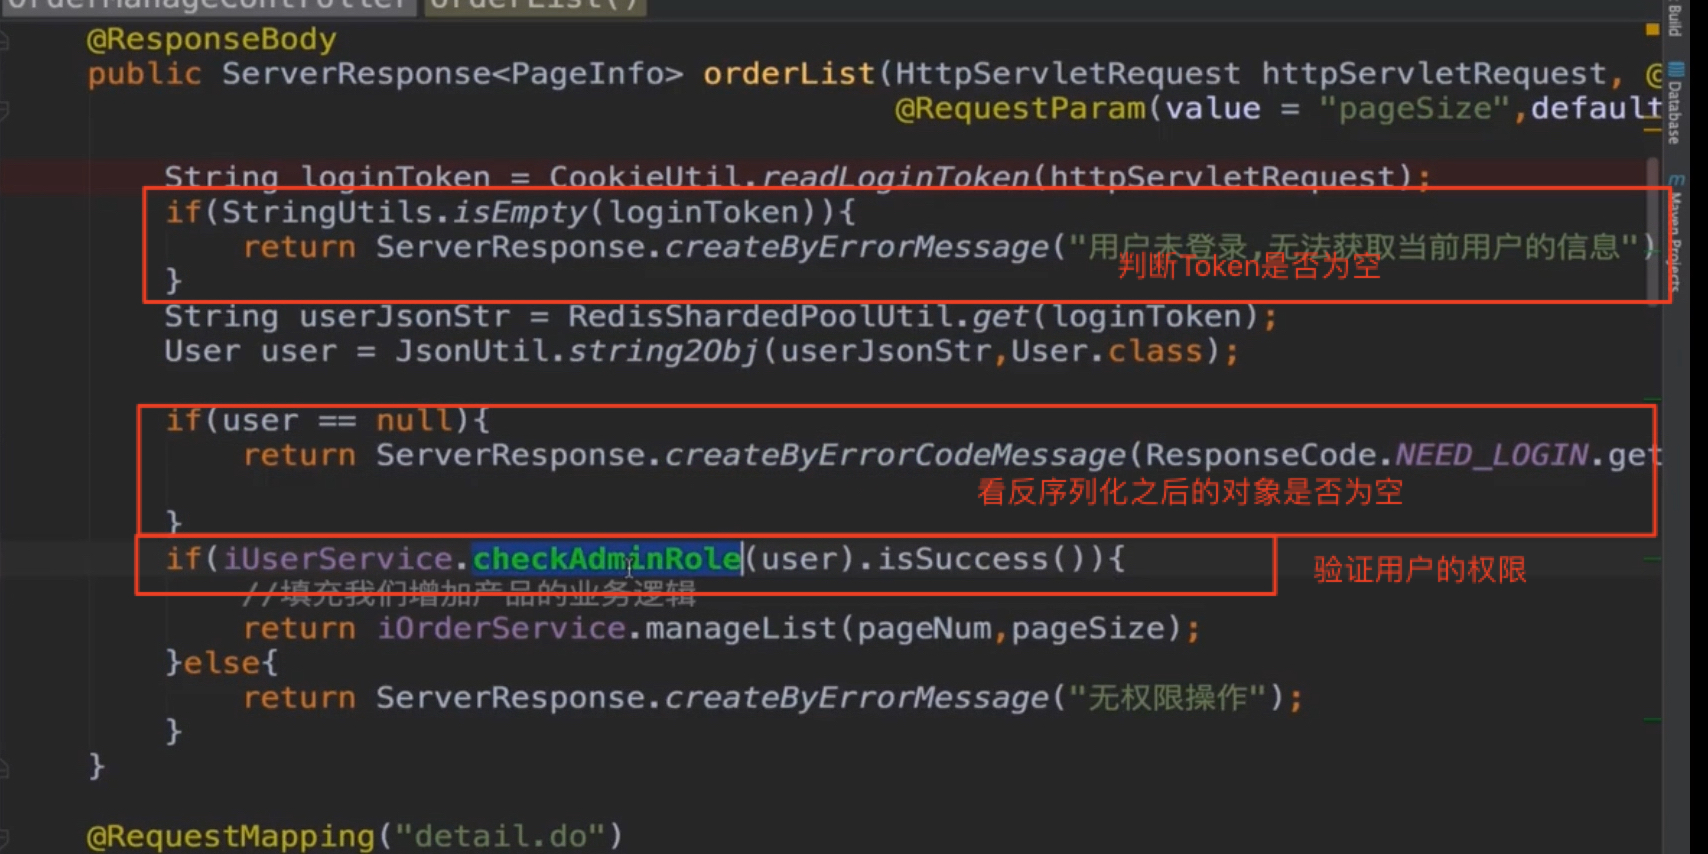 OrderManageController orderList()
@ResponseBody
public ServerResponse<PageInfo> orderList(HttpServletRequest httpServletRequest, @
@RequestParam(value = "pageSize",default
String loginToken = CookieUtil.readLoginToken(httpServletRequest);
if(StringUtils.isEmpty(loginToken)){
return ServerResponse.createByErrorMessage("用户未登录,无法获取当前用户的信息")
判断Token是否为空
}
String userJsonStr = RedisShardedPoolUtil.get(loginToken);
User user = JsonUtil.string2Obj(userJsonStr,User.class);
if(user == null){
return ServerResponse.createByErrorCodeMessage(ResponseCode.NEED_LOGIN.get
看反序列化之后的对象是否为空
}
if(iUserService.checkAdminRole(user).isSuccess()){
验证用户的权限
//填充我们增加产品的业务逻辑
return iOrderService.manageList(pageNum,pageSize);
}else{
return ServerResponse.createByErrorMessage("无权限操作");
}
}
@RequestMapping("detail.do")
Build
Database
Maven Projects